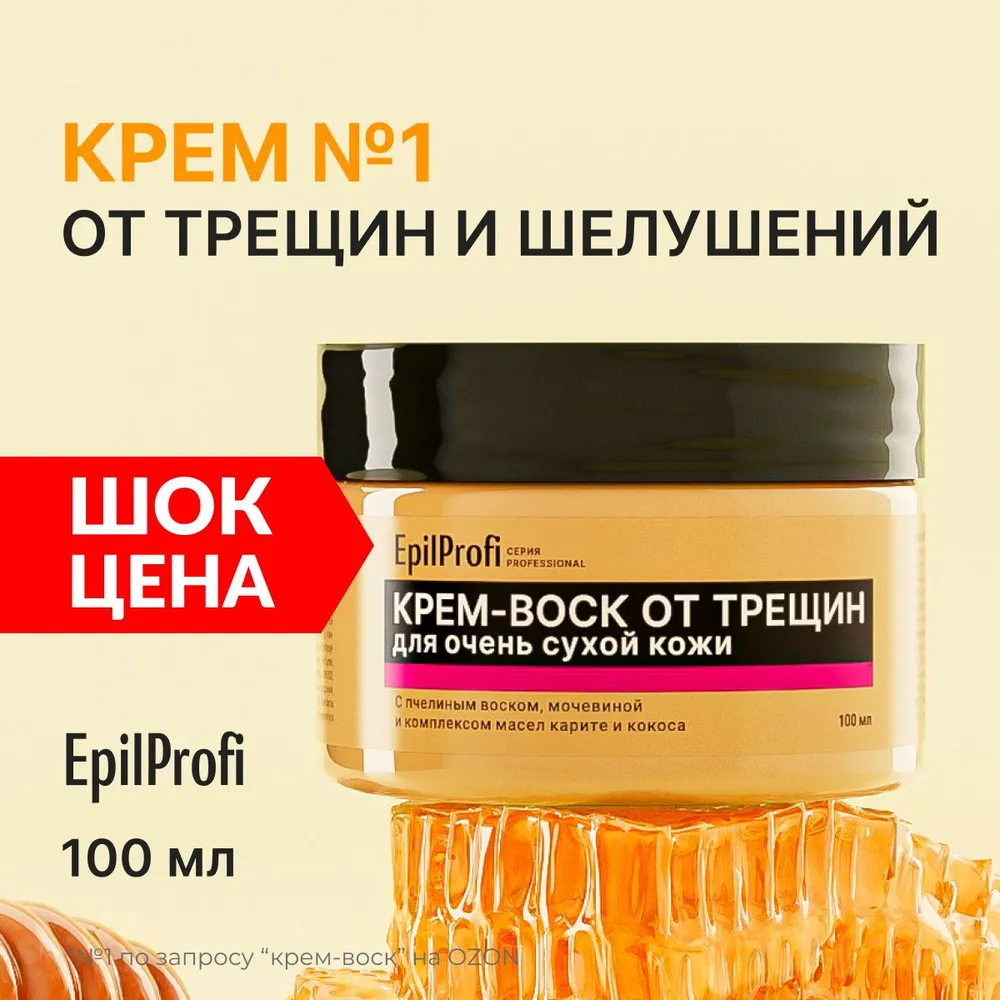 КРЕМ №1
ОТ ТРЕЩИН И ШЕЛУШЕНИЙ
ШОК
ЦЕНА
EpilProfi СЕРИЯ
PROFESSIONAL
КРЕМ-ВОСК ОТ ТРЕЩИН
для очень сухой кожи
С пчелиным воском, мочевиной
и комплексом масел карите и кокоса
100 мл
EpilProfi
100 мл
*№1 по запросу “крем-воск” на OZON